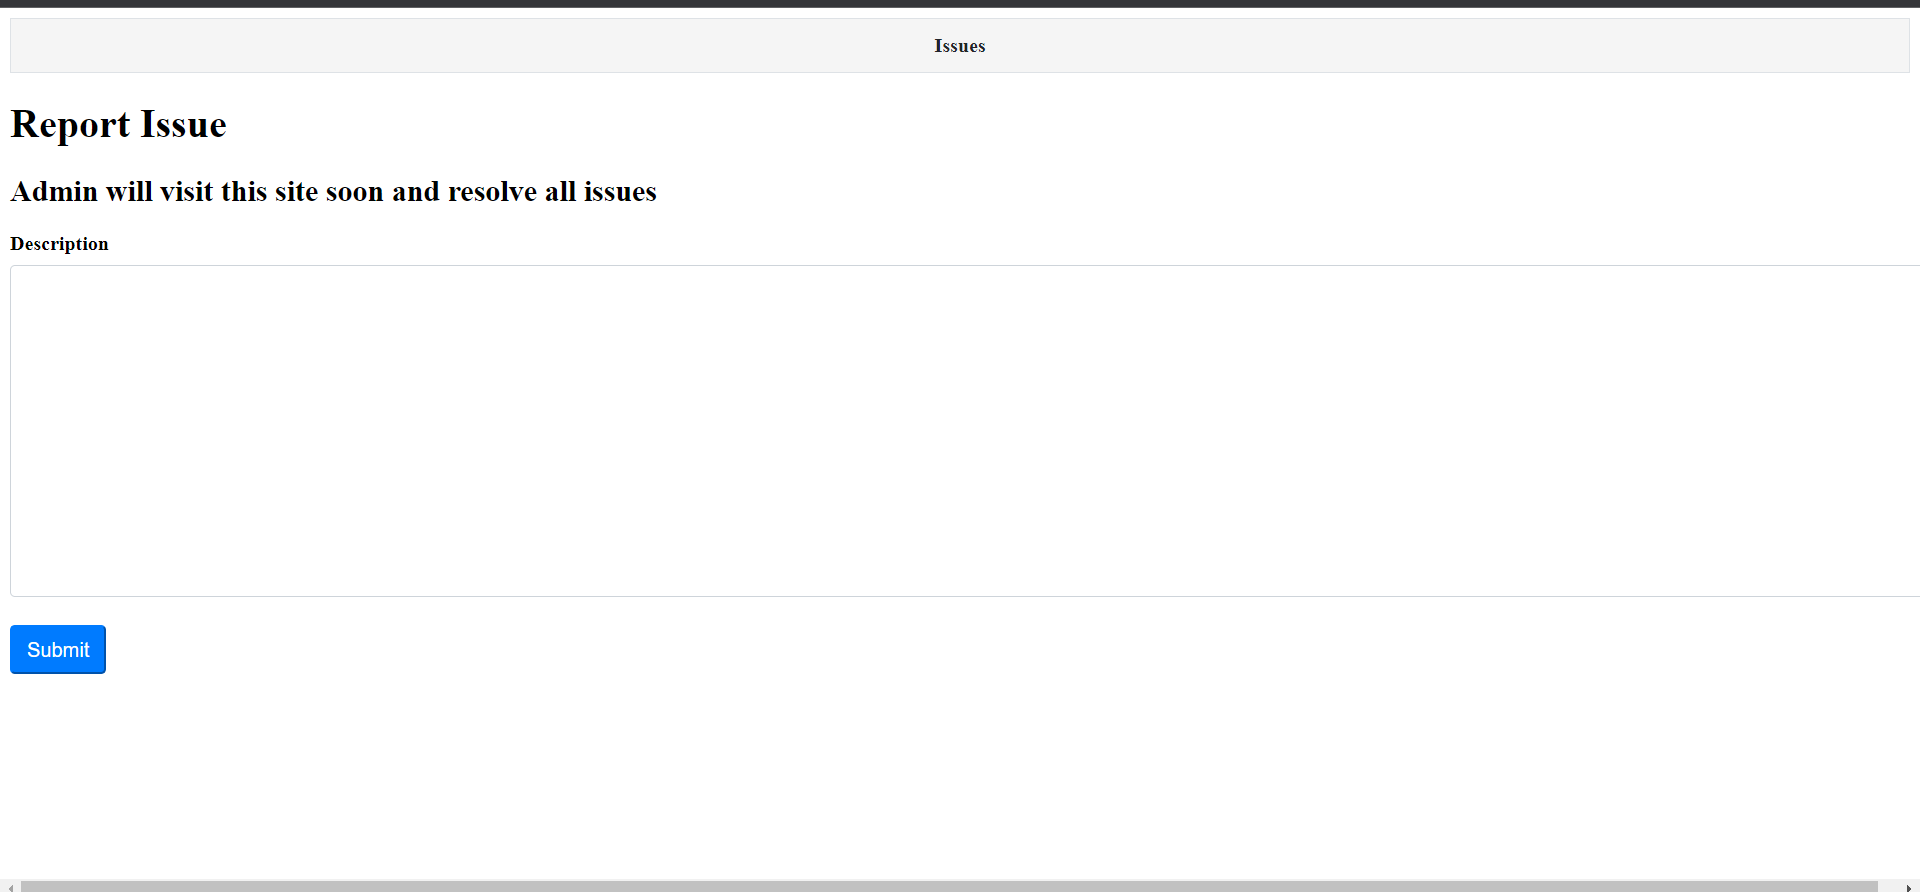 Issues
Report Issue
Admin will visit this site soon and resolve all issues
Description
Submit